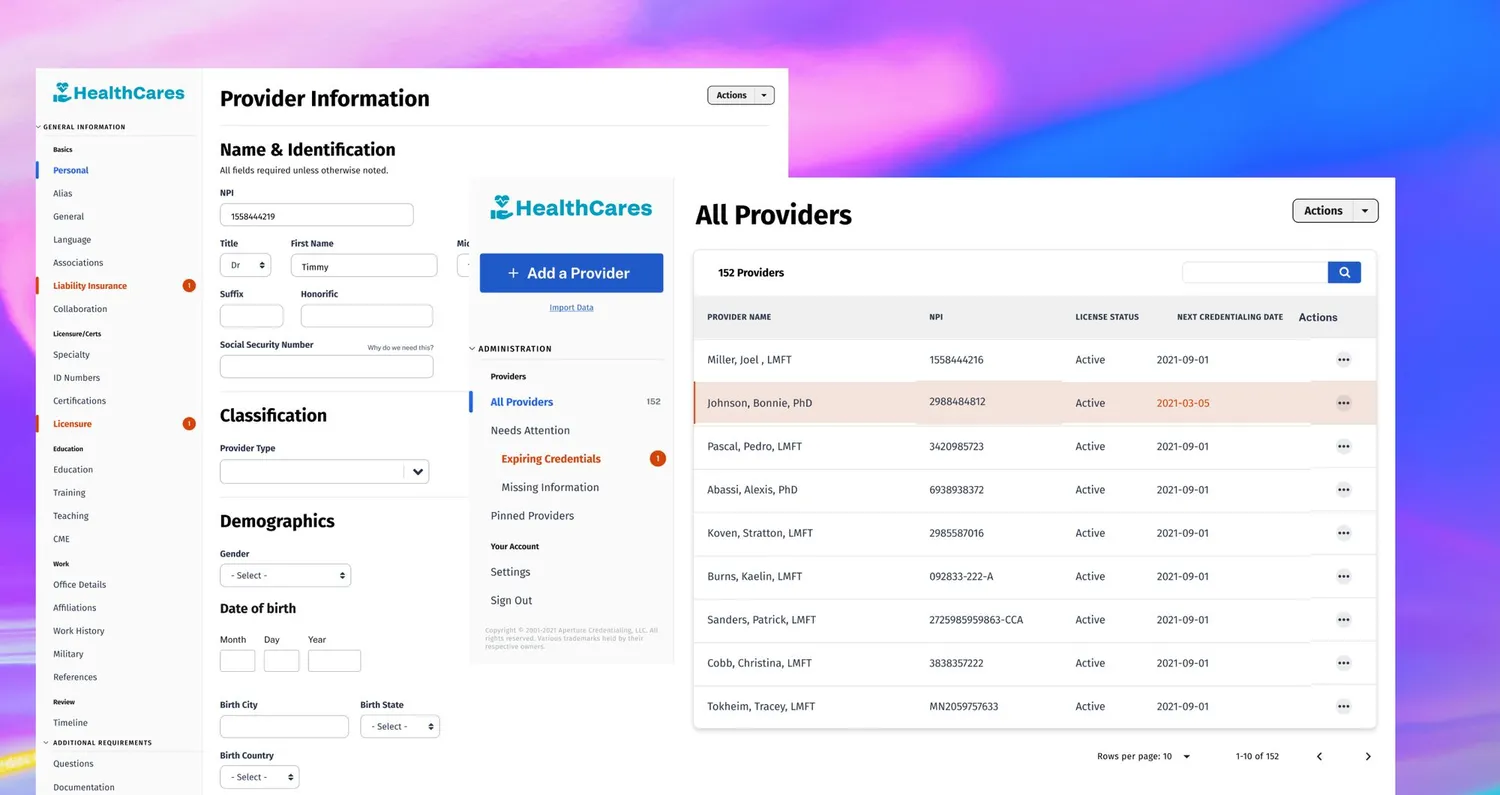 HealthCares
GENERAL INFORMATION
Basics
Personal
Alias
General
Language
Associations
Liability Insurance 1
Collaboration
Licensure/Certs
Specialty
ID Numbers
Certifications
Licensure 1
Education
Education
Training
Teaching
CME
Work
Office Details
Affiliations
Work History
Military
References
Review
Timeline
ADDITIONAL REQUIREMENTS
Questions
Documentation
Provider Information
Actions
Name & Identification
All fields required unless otherwise noted.
NPI
1558444219
Title First Name
Dr Timmy
Suffix Honorific
Social Security Number Why do we need this?
Classification
Provider Type
Demographics
Gender
- Select -
Date of birth
Month Day Year
Birth City Birth State
- Select -
Birth Country
- Select -
HealthCares
+ Add a Provider
Import Data
ADMINISTRATION
Providers
All Providers 152
Needs Attention
Expiring Credentials 1
Missing Information
Pinned Providers
Your Account
Settings
Sign Out
Copyright © 2001-2021 Aperture Credentialing, LLC. All
rights reserved. Various trademarks held by their
respective owners.
All Providers
Actions
152 Providers
PROVIDER NAME NPI LICENSE STATUS NEXT CREDENTIALING DATE Actions
Miller, Joel , LMFT 1558444216 Active 2021-09-01
Johnson, Bonnie, PhD 2988484812 Active 2021-03-05
Pascal, Pedro, LMFT 3420985723 Active 2021-09-01
Abassi, Alexis, PhD 6938938372 Active 2021-09-01
Koven, Stratton, LMFT 2985587016 Active 2021-09-01
Burns, Kaelin, LMFT 092833-222-A Active 2021-09-01
Sanders, Patrick, LMFT 2725985959863-CCA Active 2021-09-01
Cobb, Christina, LMFT 3838357222 Active 2021-09-01
Tokheim, Tracey, LMFT MN2059757633 Active 2021-09-01
Rows per page: 10 1-10 of 152